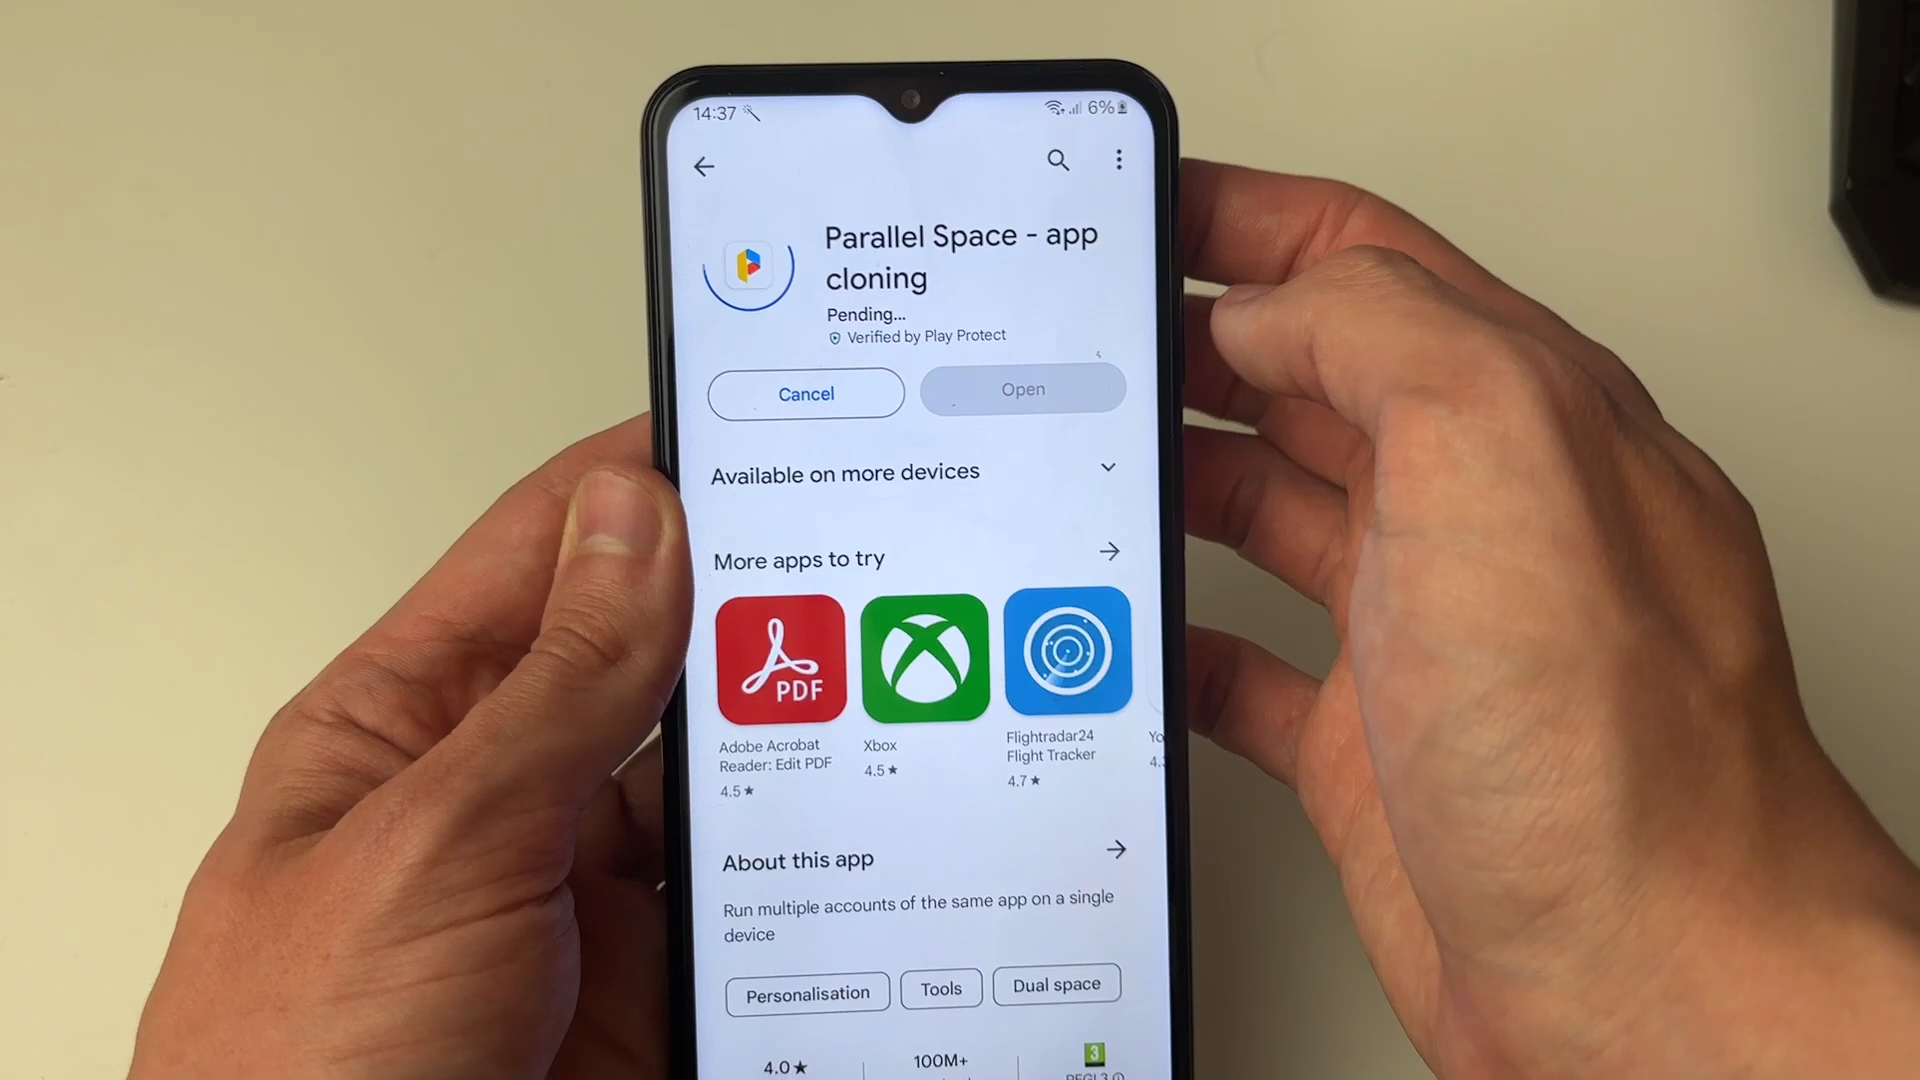 14:37
6%
Parallel Space - app
cloning
Pending...
Verified by Play Protect
Cancel
Open
Available on more devices
More apps to try
PDF
Adobe Acrobat
Reader: Edit PDF
4.5★
Xbox
4.5★
Flightradar24
Flight Tracker
4.7★
Yo
4.
About this app
Run multiple accounts of the same app on a single
device
Personalisation
Tools
Dual space
4.0★
100M+
3